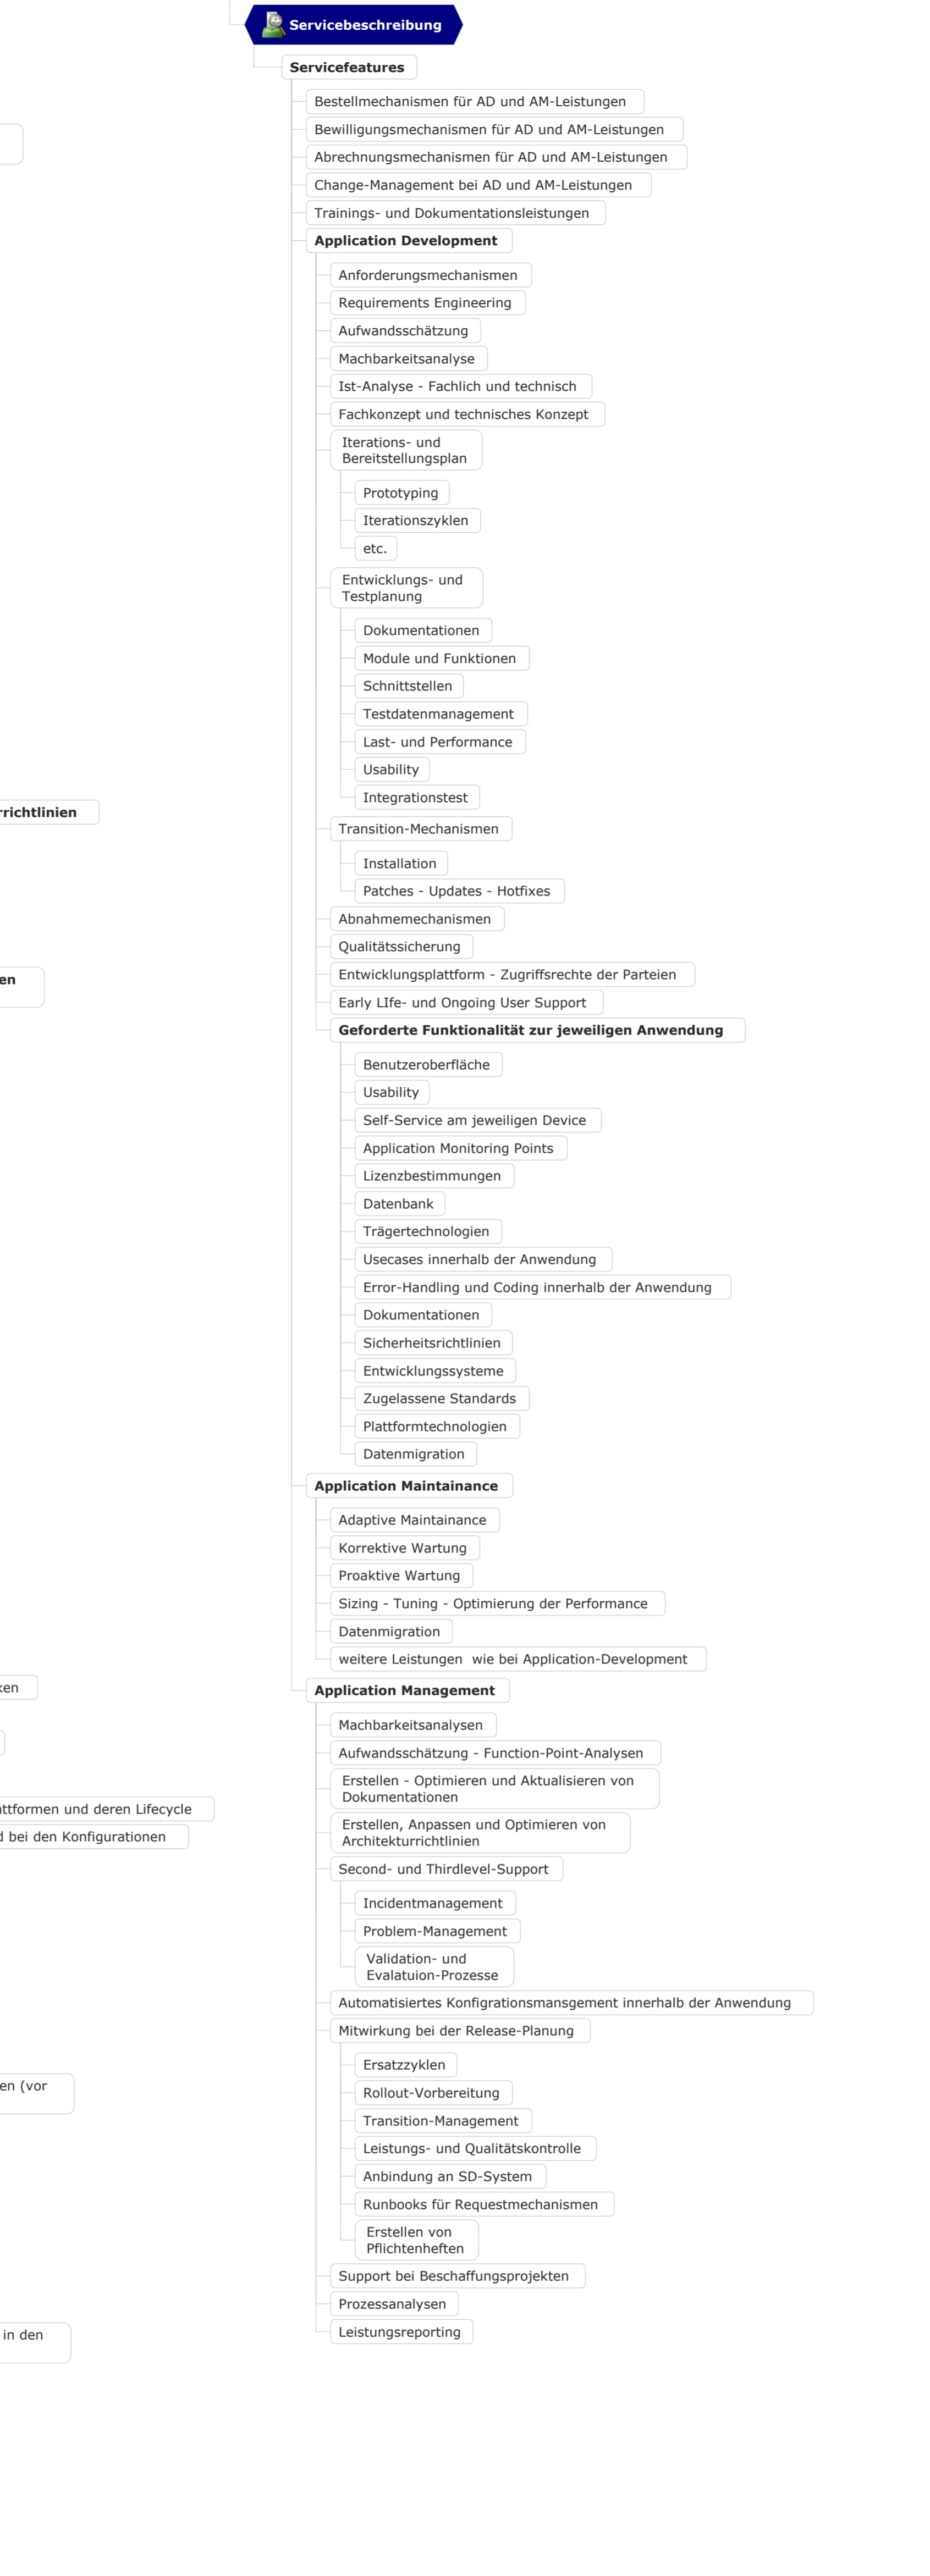 Servicebeschreibung
Servicefeatures
Bestellmechanismen für AD und AM-Leistungen
Bewilligungsmechanismen für AD und AM-Leistungen
Abrechnungsmechanismen für AD und AM-Leistungen
Change-Management bei AD und AM-Leistungen
Trainings- und Dokumentationsleistungen
Application Development
Anforderungsmechanismen
Requirements Engineering
Aufwandsschätzung
Machbarkeitsanalyse
Ist-Analyse - Fachlich und technisch
Fachkonzept und technisches Konzept
Iterations- und
Bereitstellungsplan
Prototyping
Iterationszyklen
etc.
Entwicklungs- und
Testplanung
Dokumentationen
Module und Funktionen
Schnittstellen
Testdatenmanagement
Last- und Performance
Usability
Integrationstest
rrichtlinien
Transition-Mechanismen
Installation
Patches - Updates - Hotfixes
Abnahmemechanismen
Qualitätssicherung
Entwicklungsplattform - Zugriffsrechte der Parteien
en
Early LIfe- und Ongoing User Support
Geforderte Funktionalität zur jeweiligen Anwendung
Benutzeroberfläche
Usability
Self-Service am jeweiligen Device
Application Monitoring Points
Lizenzbestimmungen
Datenbank
Trägertechnologien
Usecases innerhalb der Anwendung
Error-Handling und Coding innerhalb der Anwendung
Dokumentationen
Sicherheitsrichtlinien
Entwicklungssysteme
Zugelassene Standards
Plattformtechnologien
Datenmigration
Application Maintainance
Adaptive Maintainance
Korrektive Wartung
Proaktive Wartung
Sizing - Tuning - Optimierung der Performance
Datenmigration
weitere Leistungen  wie bei Application-Development
ken
Application Management
Machbarkeitsanalysen
Aufwandsschätzung - Function-Point-Analysen
Erstellen - Optimieren und Aktualisieren von
Dokumentationen
attformen und deren Lifecycle
Erstellen, Anpassen und Optimieren von
Architekturrichtlinien
d bei den Konfigurationen
Second- und Thirdlevel-Support
Incidentmanagement
Problem-Management
Validation- und
Evalatuion-Prozesse
Automatisiertes Konfigrationsmansgement innerhalb der Anwendung
Mitwirkung bei der Release-Planung
Ersatzzyklen
en (vor
Rollout-Vorbereitung
Transition-Management
Leistungs- und Qualitätskontrolle
Anbindung an SD-System
Runbooks für Requestmechanismen
Erstellen von
Pflichtenheften
Support bei Beschaffungsprojekten
Prozessanalysen
Leistungsreporting
in den